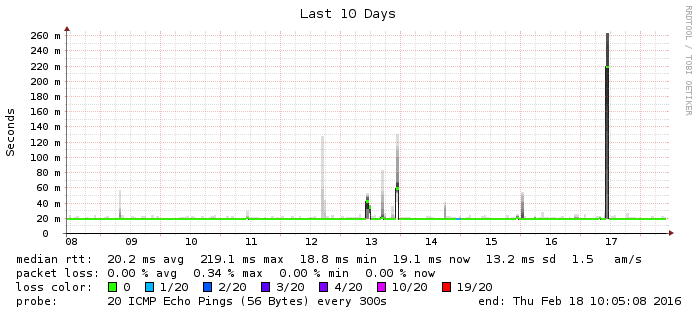 Last 10 Days
RRDTOOL / TOBI OETIKER
Seconds
260 m
240 m
220 m
200 m
180 m
160 m
140 m
120 m
100 m
80 m
60 m
40 m
20 m
0
08 09 10 11 12 13 14 15 16 17
median rtt: 20.2 ms avg 219.1 ms max 18.8 ms min 19.1 ms now 13.2 ms sd 1.5 am/s
packet loss: 0.00 % avg 0.34 % max 0.00 % min 0.00 % now
loss color: 0 1/20 2/20 3/20 4/20 10/20 19/20
probe: 20 ICMP Echo Pings (56 Bytes) every 300s end: Thu Feb 18 10:05:08 2016